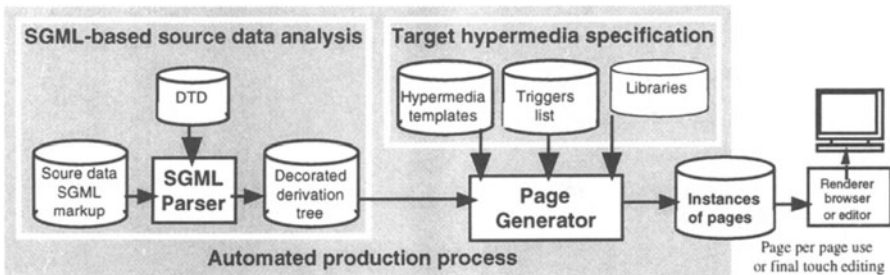 SGML-based source data analysis
Target hypermedia specification
DTD
Hypermedia
templates
Triggers
list
Libraries
Soure data
SGML
markup
SGML
Parser
Decorated
derivation
tree
Page
Generator
Instances
of pages
Renderer
browser
or editor
Automated production process
Page per page use
or final touch editing